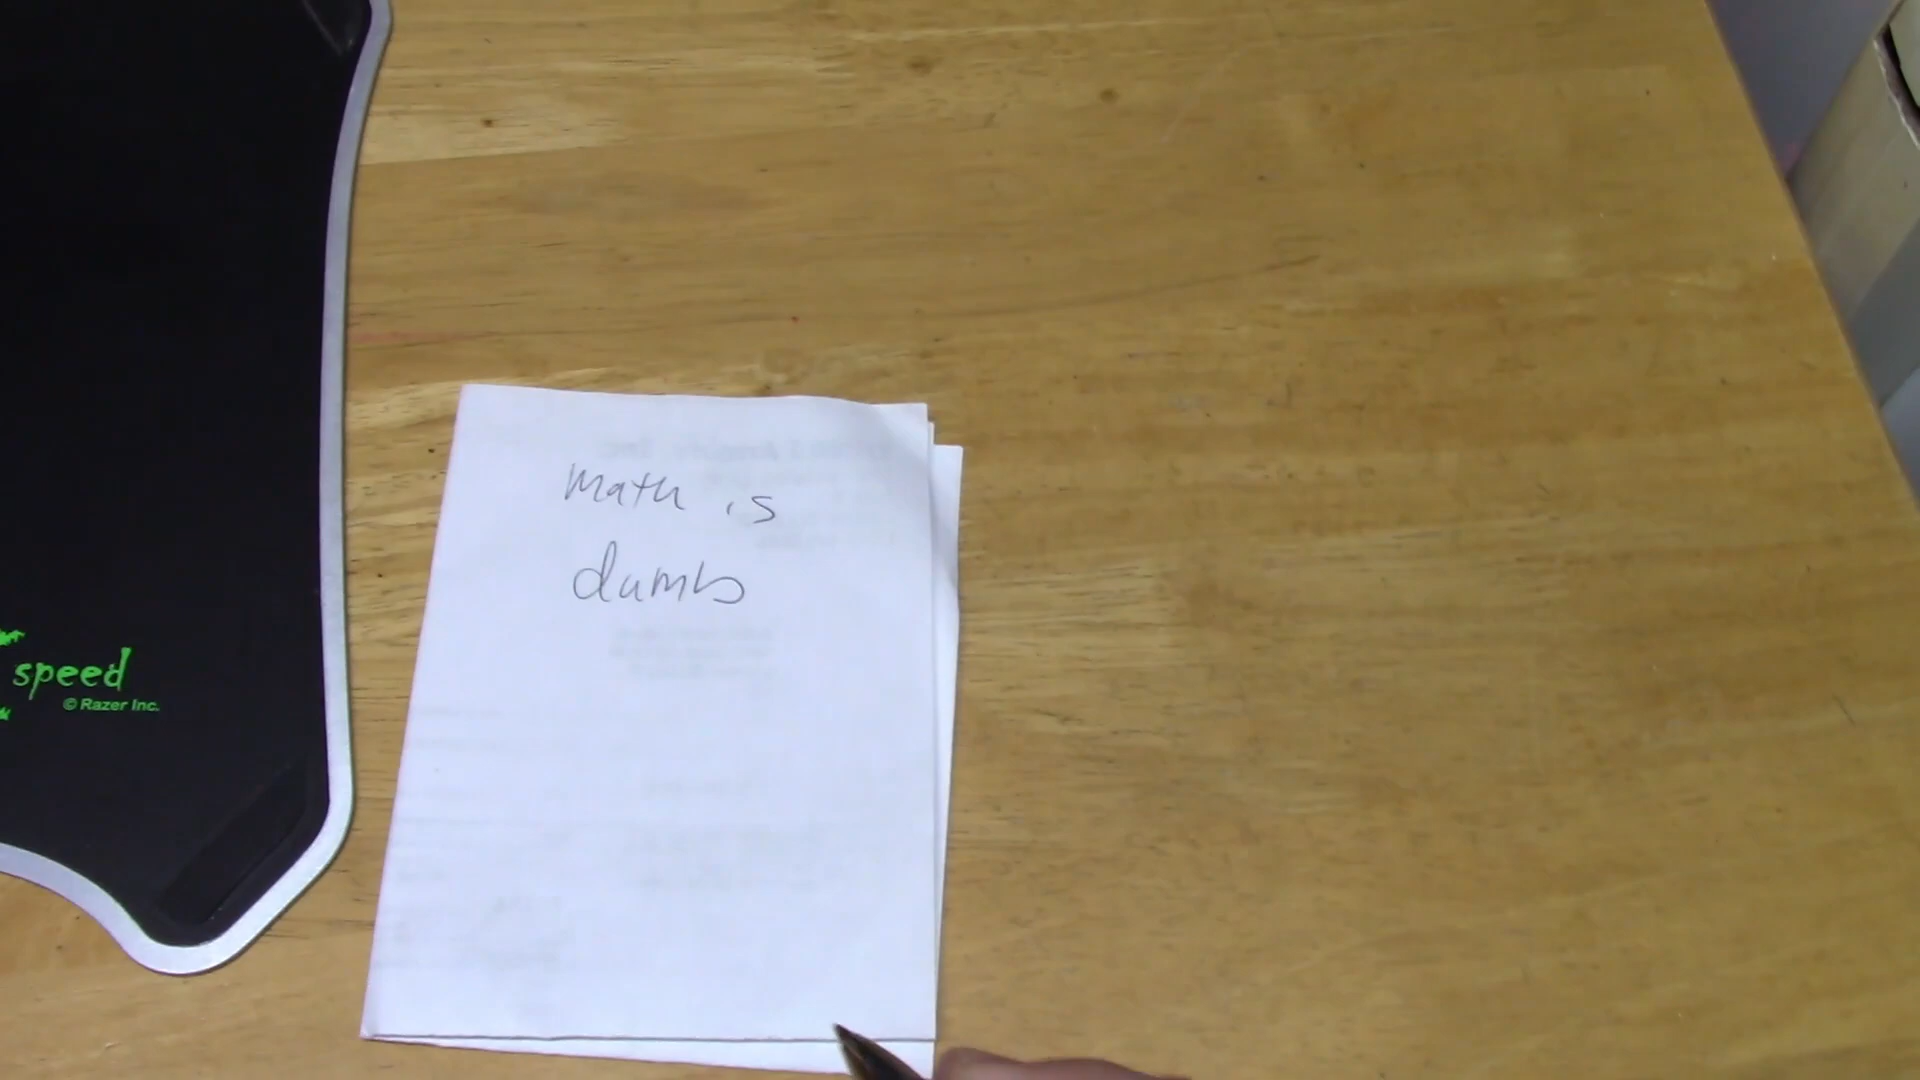 math is
dumb
speed
© Razer Inc.